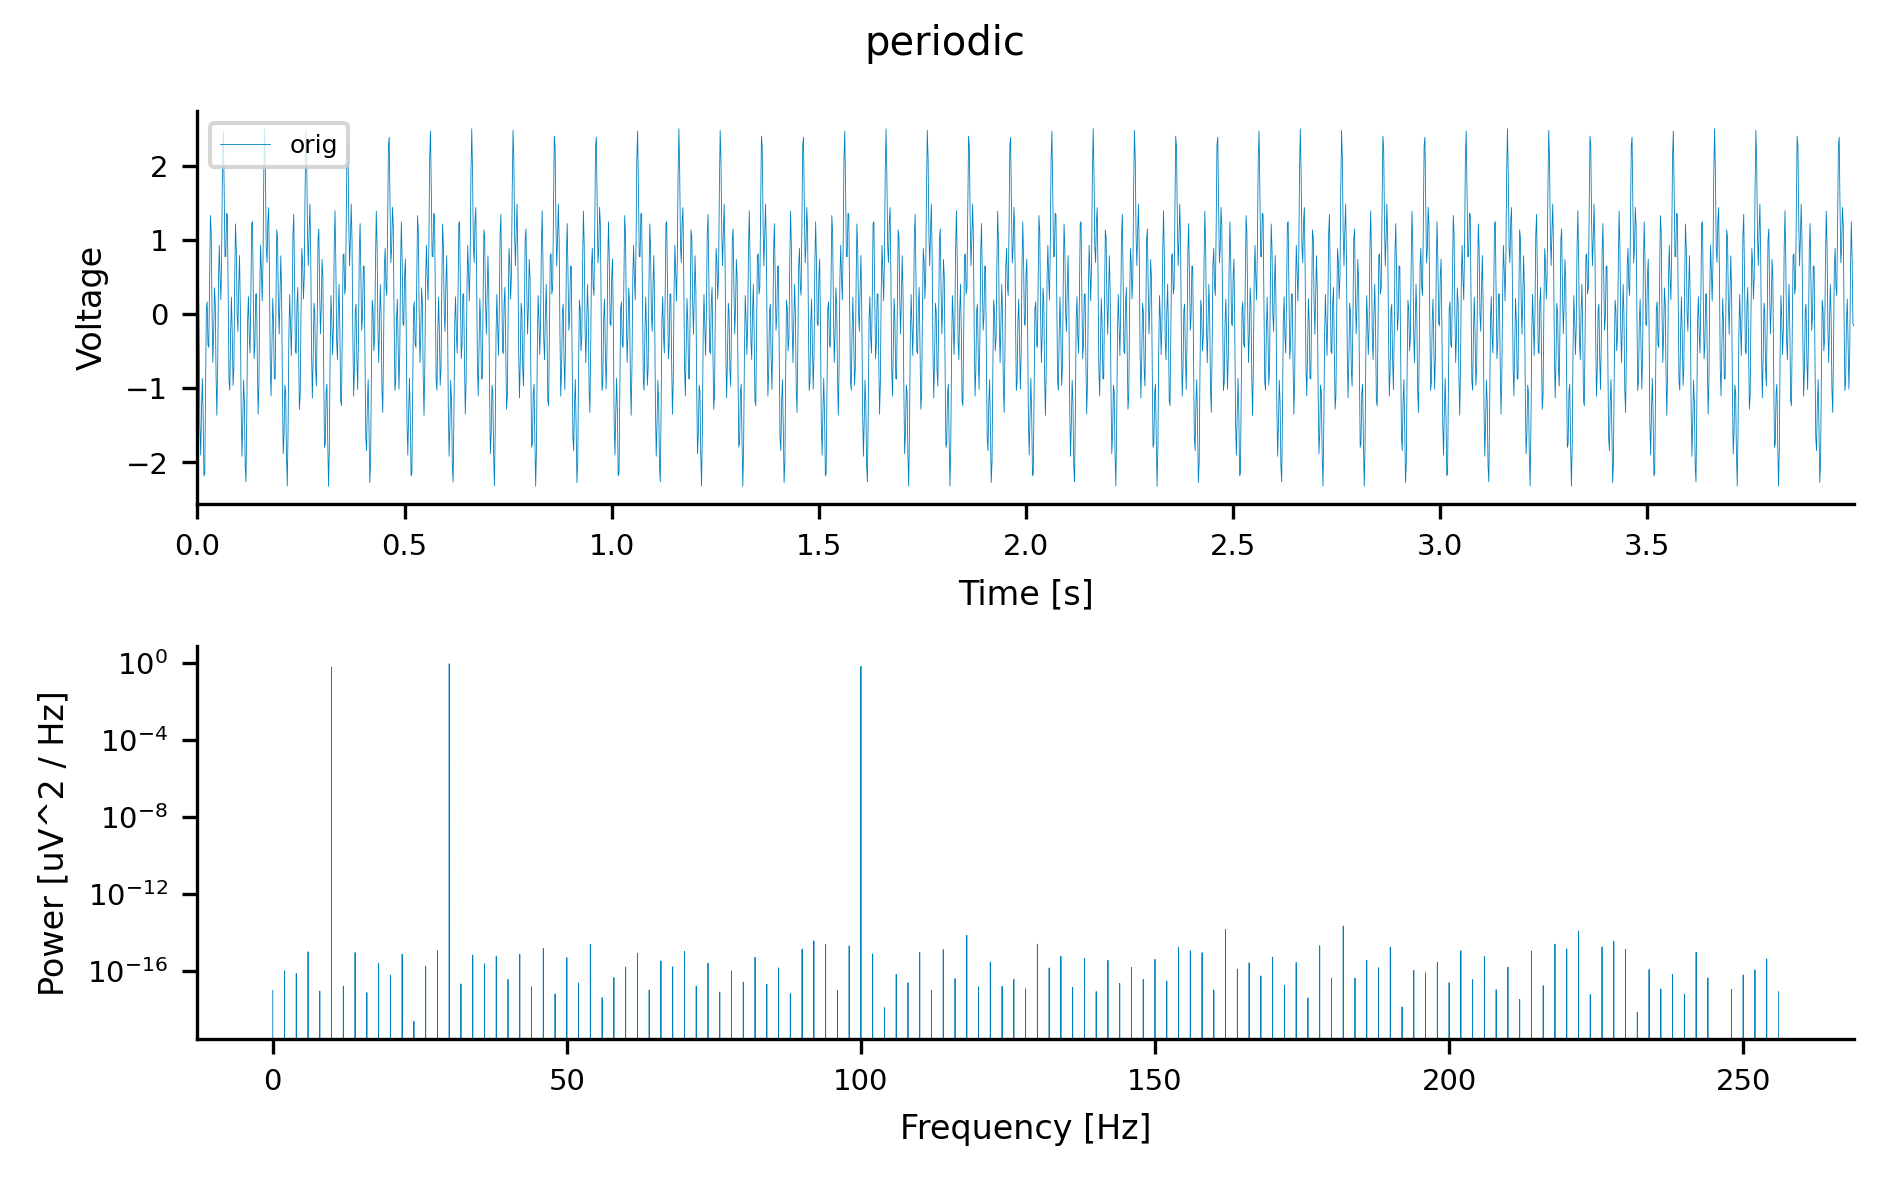 periodic
orig
Voltage
2
1
0
−1
−2
0.0 0.5 1.0 1.5 2.0 2.5 3.0 3.5
Time [s]
Power [uV^2 / Hz]
10⁰
10⁻⁴
10⁻⁸
10⁻¹²
10⁻¹⁶
0 50 100 150 200 250
Frequency [Hz]